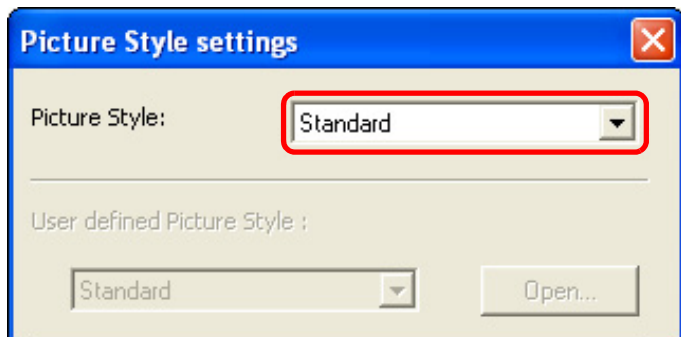 Picture Style settings
Picture Style:
Standard
User defined Picture Style :
Standard
Open...